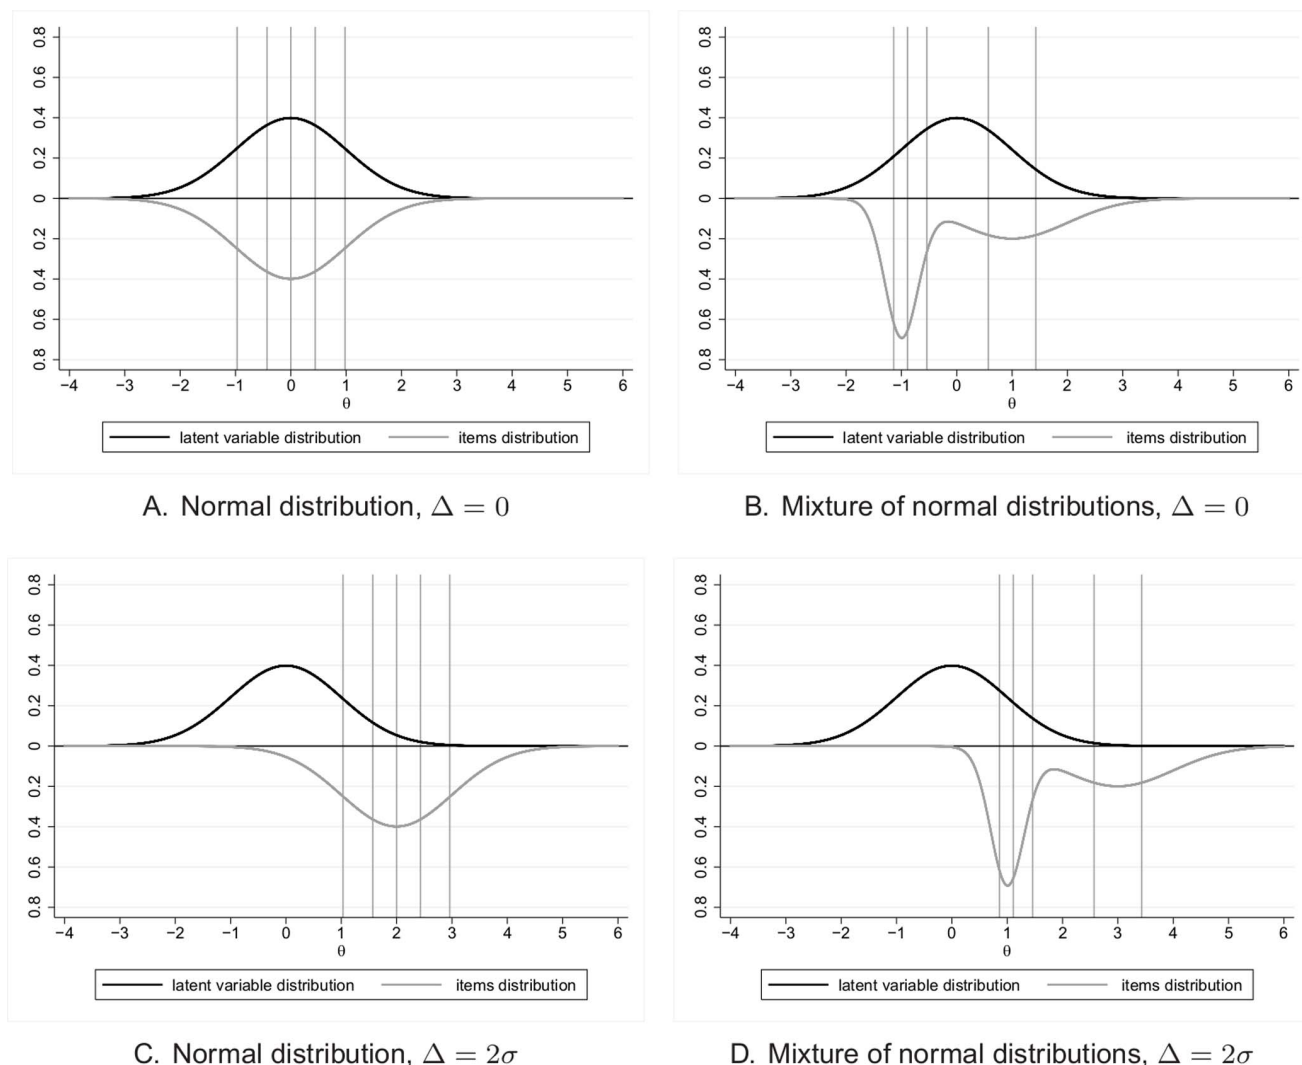 0.8
0.6
0.4
0.2
0
0.2
0.4
0.6
0.8
−4 −3 −2 −1 0 1 2 3 4 5 6
θ
latent variable distribution items distribution
A. Normal distribution, Δ = 0
0.8
0.6
0.4
0.2
0
0.2
0.4
0.6
0.8
−4 −3 −2 −1 0 1 2 3 4 5 6
θ
latent variable distribution items distribution
B. Mixture of normal distributions, Δ = 0
0.8
0.6
0.4
0.2
0
0.2
0.4
0.6
0.8
−4 −3 −2 −1 0 1 2 3 4 5 6
θ
latent variable distribution items distribution
C. Normal distribution, Δ = 2σ
0.8
0.6
0.4
0.2
0
0.2
0.4
0.6
0.8
−4 −3 −2 −1 0 1 2 3 4 5 6
θ
latent variable distribution items distribution
D. Mixture of normal distributions, Δ = 2σ